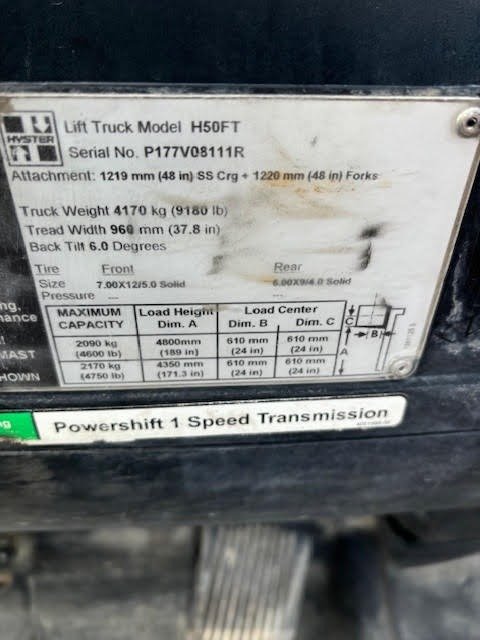 HYSTER
Lift Truck Model H50FT
Serial No. P177V08111R
Attachment: 1219 mm (48 in) SS Crg + 1220 mm (48 in) Forks
Truck Weight 4170 kg (9180 lb)
Tread Width 960 mm (37.8 in)
Back Tilt 6.0 Degrees
Tire Front Rear
Size 7.00X12/5.0 Solid 6.00X9/4.0 Solid
Pressure --- ---
MAXIMUM CAPACITY Load Height Dim. A Load Center Dim. B Dim. C
2090 kg (4600 lb) 4800mm (189 in) 610 mm (24 in) 610 mm (24 in)
2170 kg (4750 lb) 4350 mm (171.3 in) 610 mm (24 in) 610 mm (24 in)
C B A
ng.
nance
MAST
HOWN
ng
Powershift 1 Speed Transmission